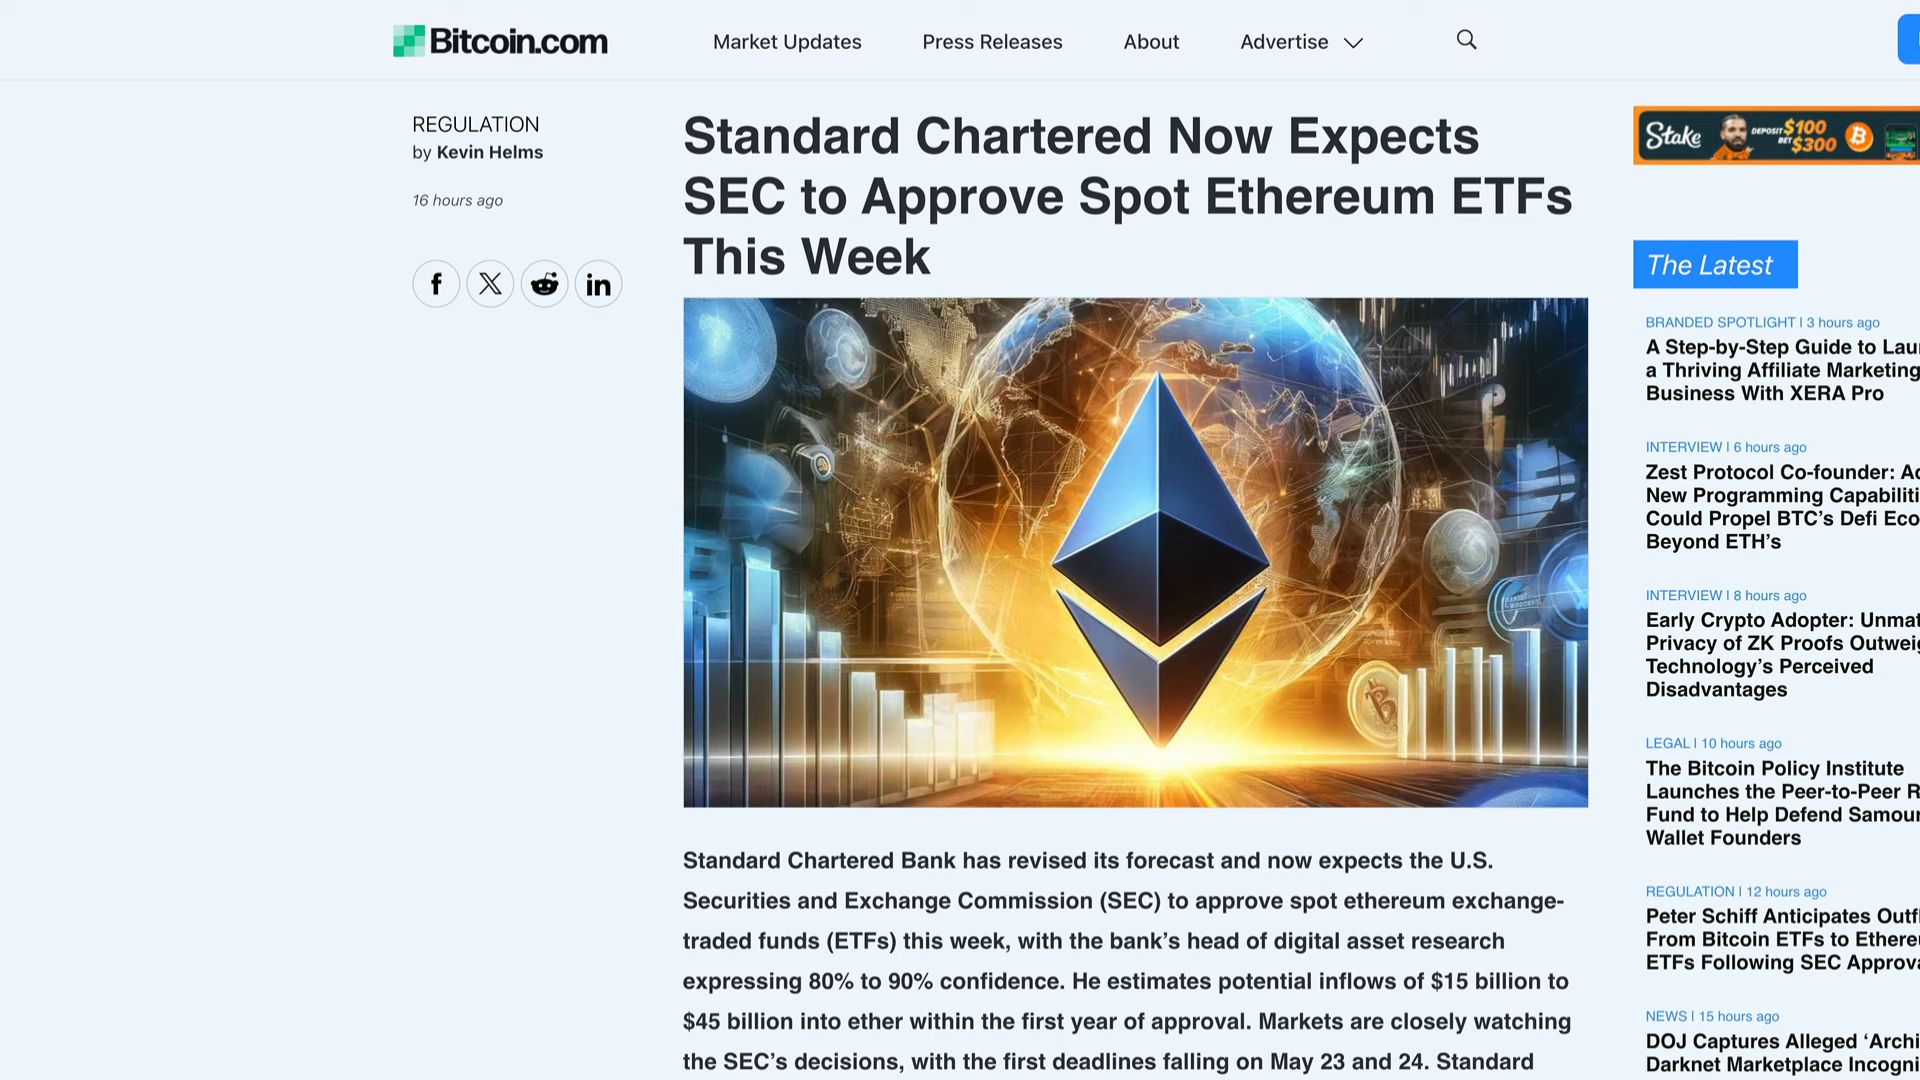 Bitcoin.com
Market Updates
Press Releases
About
Advertise
REGULATION
by Kevin Helms
16 hours ago
Standard Chartered Now Expects
SEC to Approve Spot Ethereum ETFs
This Week
Standard Chartered Bank has revised its forecast and now expects the U.S.
Securities and Exchange Commission (SEC) to approve spot ethereum exchange-
traded funds (ETFs) this week, with the bank’s head of digital asset research
expressing 80% to 90% confidence. He estimates potential inflows of $15 billion to
$45 billion into ether within the first year of approval. Markets are closely watching
the SEC’s decisions, with the first deadlines falling on May 23 and 24. Standard
Stake
DEPOSIT $100
BET $300
The Latest
BRANDED SPOTLIGHT | 3 hours ago
A Step-by-Step Guide to Lau
a Thriving Affiliate Marketing
Business With XERA Pro
INTERVIEW | 6 hours ago
Zest Protocol Co-founder: A
New Programming Capabiliti
Could Propel BTC’s Defi Eco
Beyond ETH’s
INTERVIEW | 8 hours ago
Early Crypto Adopter: Unmat
Privacy of ZK Proofs Outwei
Technology’s Perceived
Disadvantages
LEGAL | 10 hours ago
The Bitcoin Policy Institute
Launches the Peer-to-Peer R
Fund to Help Defend Samour
Wallet Founders
REGULATION | 12 hours ago
Peter Schiff Anticipates Outfl
From Bitcoin ETFs to Ethere
ETFs Following SEC Approva
NEWS | 15 hours ago
DOJ Captures Alleged ‘Archi
Darknet Marketplace Incogni